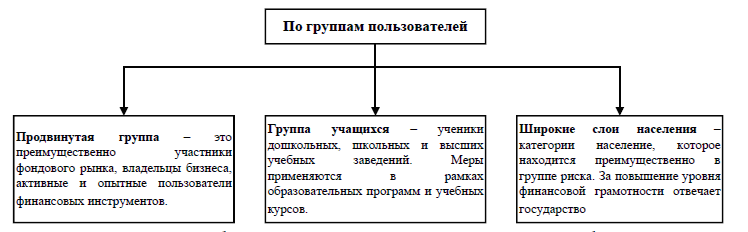 По группам пользователей
Продвинутая группа – это
преимущественно участники
фондового рынка, владельцы бизнеса,
активные и опытные пользователи
финансовых инструментов.
Группа учащихся – ученики
дошкольных, школьных и высших
учебных заведений. Меры
применяются в рамках
образовательных программ и учебных
курсов.
Широкие слои населения –
категории население, которое
находится преимущественно в
группе риска. За повышение уровня
финансовой грамотности отвечает
государство